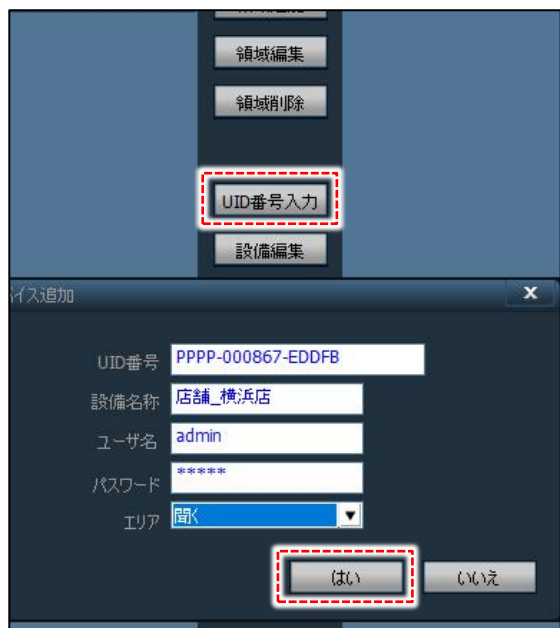 領域編集
領域削除
UID番号入力
設備編集
イス追加
x
UID番号 PPPP-000867-EDDFB
設備名称 店舗_横浜店
ユーザ名 admin
パスワード *****
エリア 聞く
はい いいえ